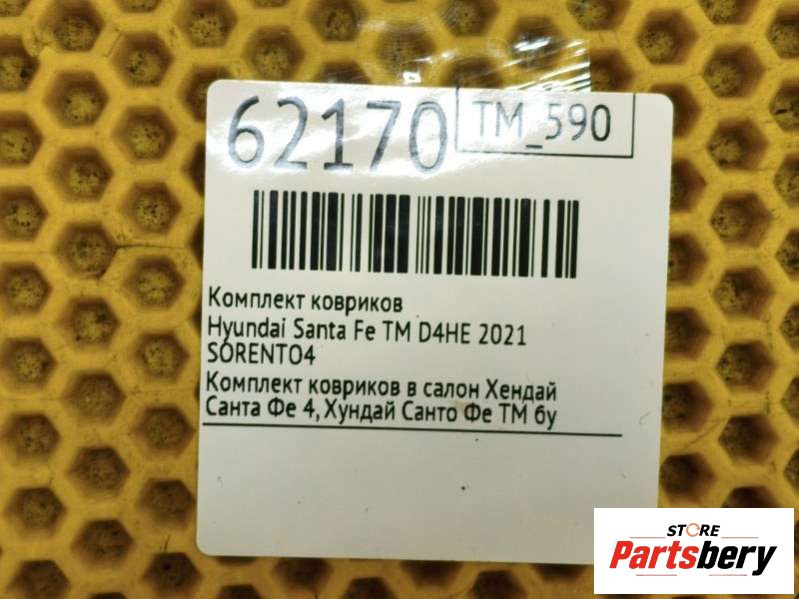 62170
TM_590
Комплект ковриков
Hyundai Santa Fe TM D4HE 2021
SORENTO4
Комплект ковриков в салон Хендай
Санта Фе 4, Хундай Санто Фе ТМ бу
STORE
Partsbery